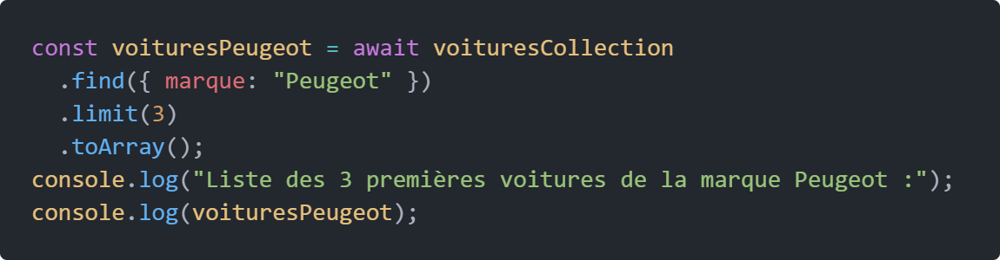 const voituresPeugeot = await voituresCollection
  .find({ marque: "Peugeot" })
  .limit(3)
  .toArray();
console.log("Liste des 3 premières voitures de la marque Peugeot :");
console.log(voituresPeugeot);